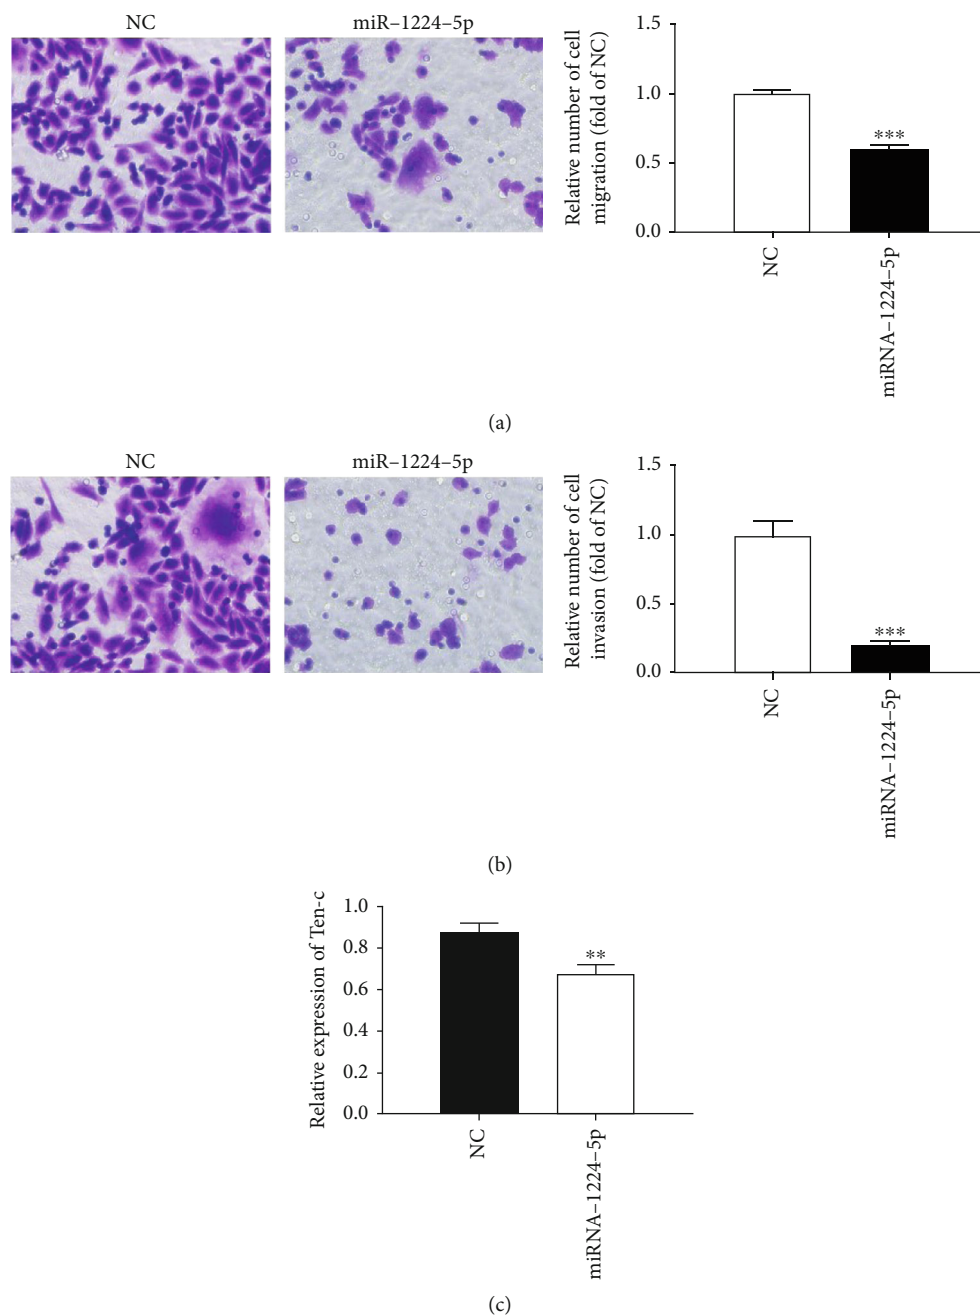 NC
miR–1224–5p
Relative number of cell
migration (fold of NC)
1.5
1.0
0.5
0.0
***
NC
miRNA–1224–5p
(a)
NC
miR–1224–5p
Relative number of cell
invasion (fold of NC)
1.5
1.0
0.5
0.0
***
NC
miRNA–1224–5p
(b)
Relative expression of Ten-c
1.0
0.8
0.6
0.4
0.2
0.0
**
NC
miRNA–1224–5p
(c)